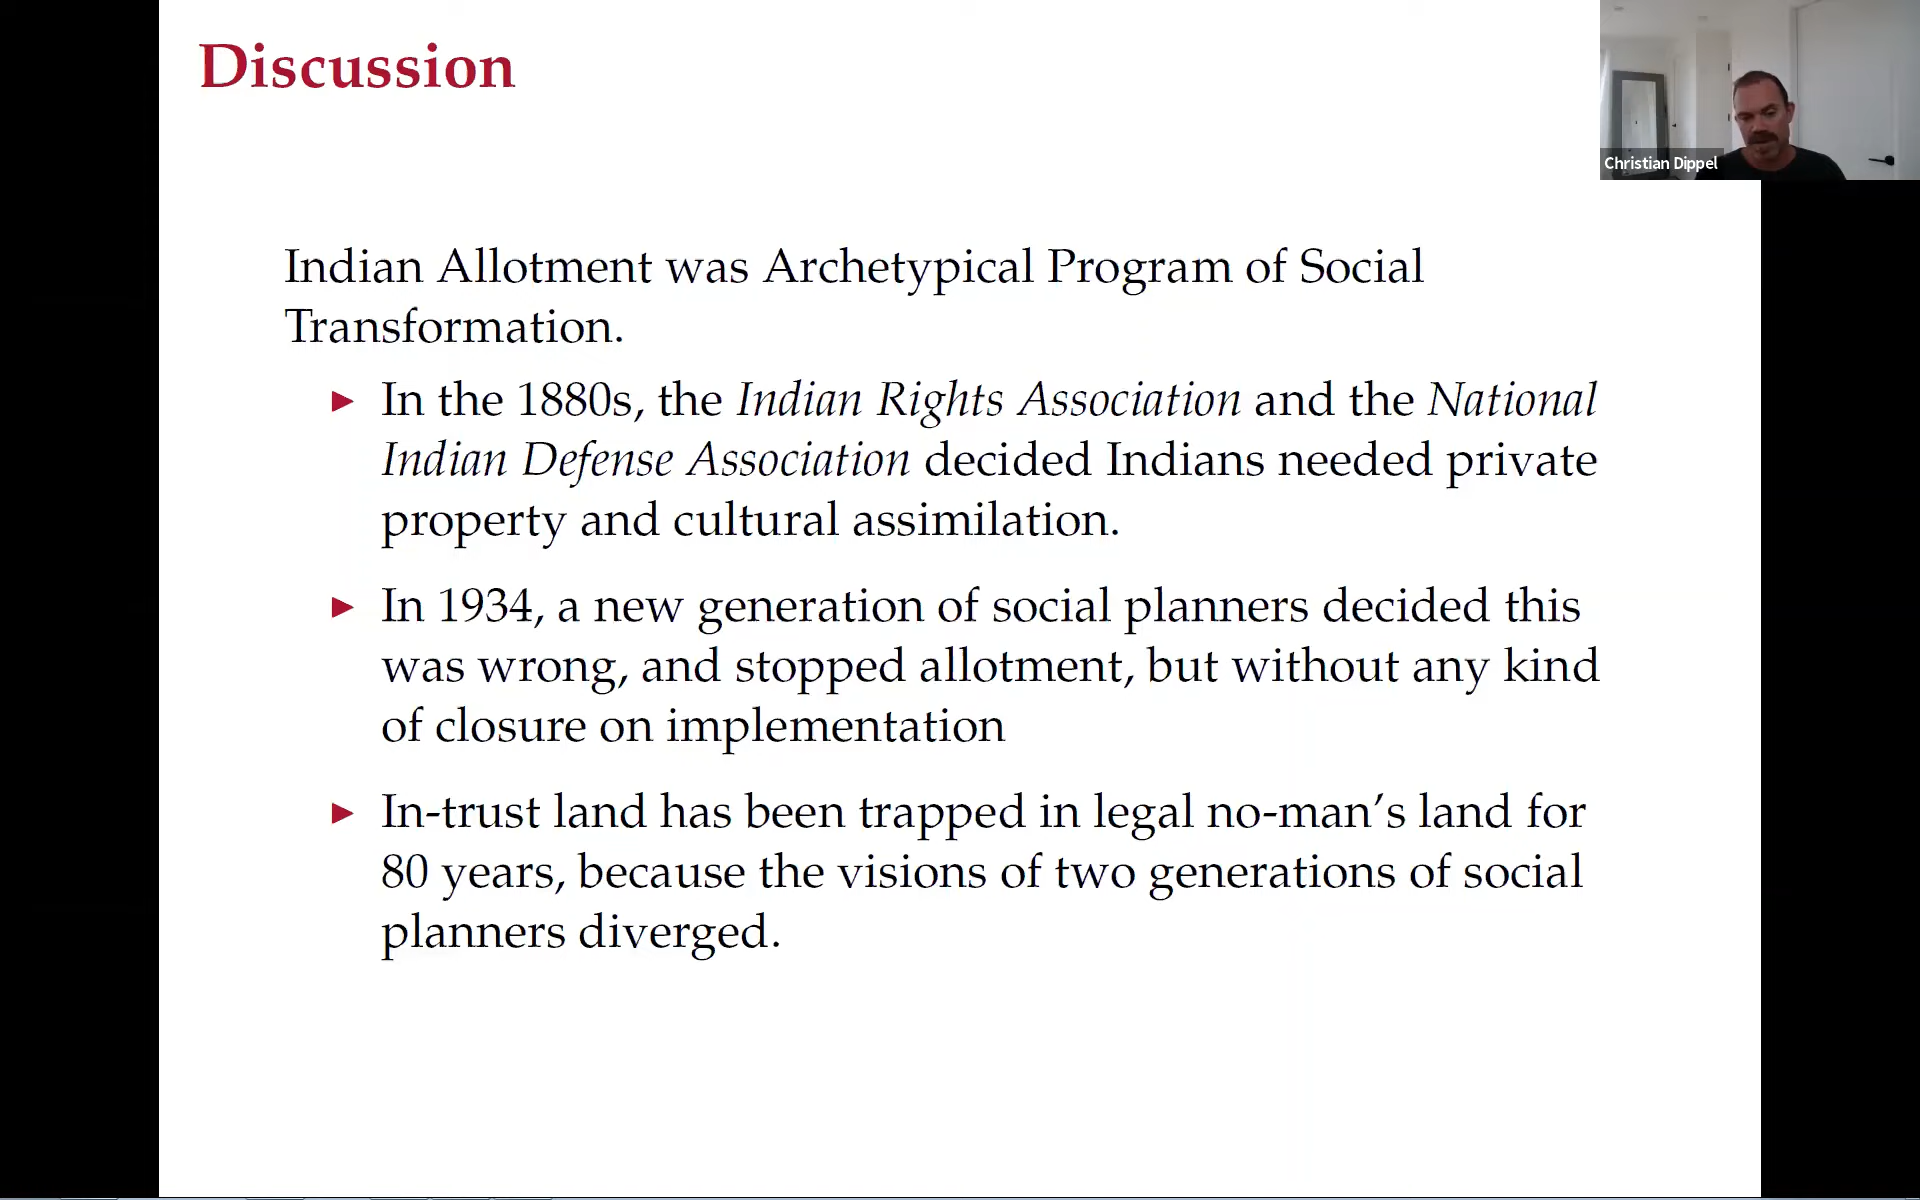 Discussion
Christian Dippel
Indian Allotment was Archetypical Program of Social
Transformation.
► In the 1880s, the Indian Rights Association and the National
Indian Defense Association decided Indians needed private
property and cultural assimilation.
► In 1934, a new generation of social planners decided this
was wrong, and stopped allotment, but without any kind
of closure on implementation
► In-trust land has been trapped in legal no-man’s land for
80 years, because the visions of two generations of social
planners diverged.